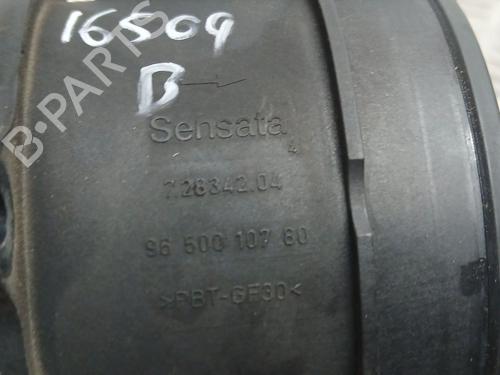 16509
B
Sensata
4
7.28342.04
96 500 107 80
>PBT-GF30<
B-PARTS